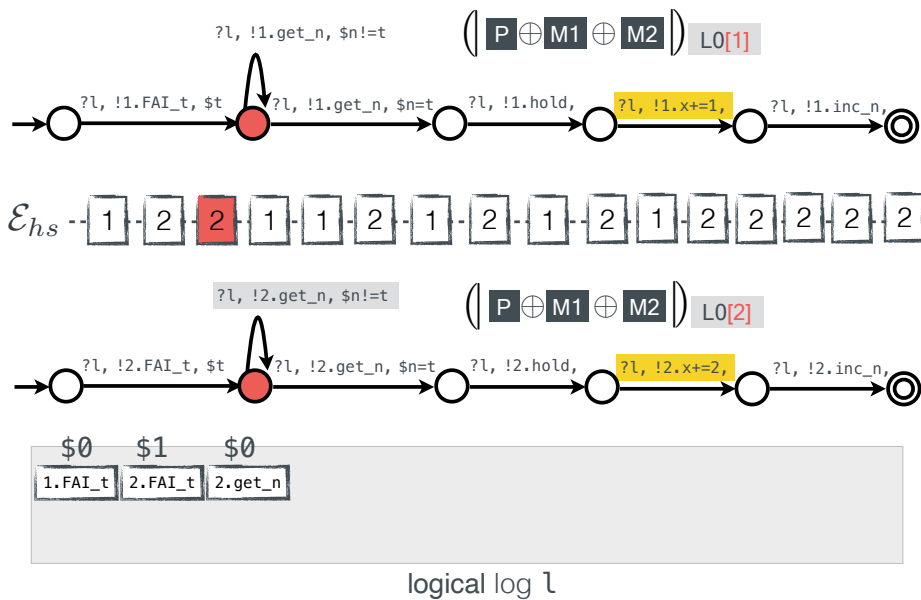 ?l, !1.get_n, $n!=t
(| P ⊕ M1 ⊕ M2 |) L0[1]
?l, !1.FAI_t, $t ?l, !1.get_n, $n=t ?l, !1.hold, ?l, !1.x+=1, ?l, !1.inc_n,
ℰhs 1 2 2 1 1 2 1 2 1 2 1 2 2 2 2 2
?l, !2.get_n, $n!=t
(| P ⊕ M1 ⊕ M2 |) L0[2]
?l, !2.FAI_t, $t ?l, !2.get_n, $n=t ?l, !2.hold, ?l, !2.x+=2, ?l, !2.inc_n,
$0 $1 $0
1.FAI_t 2.FAI_t 2.get_n
logical log l